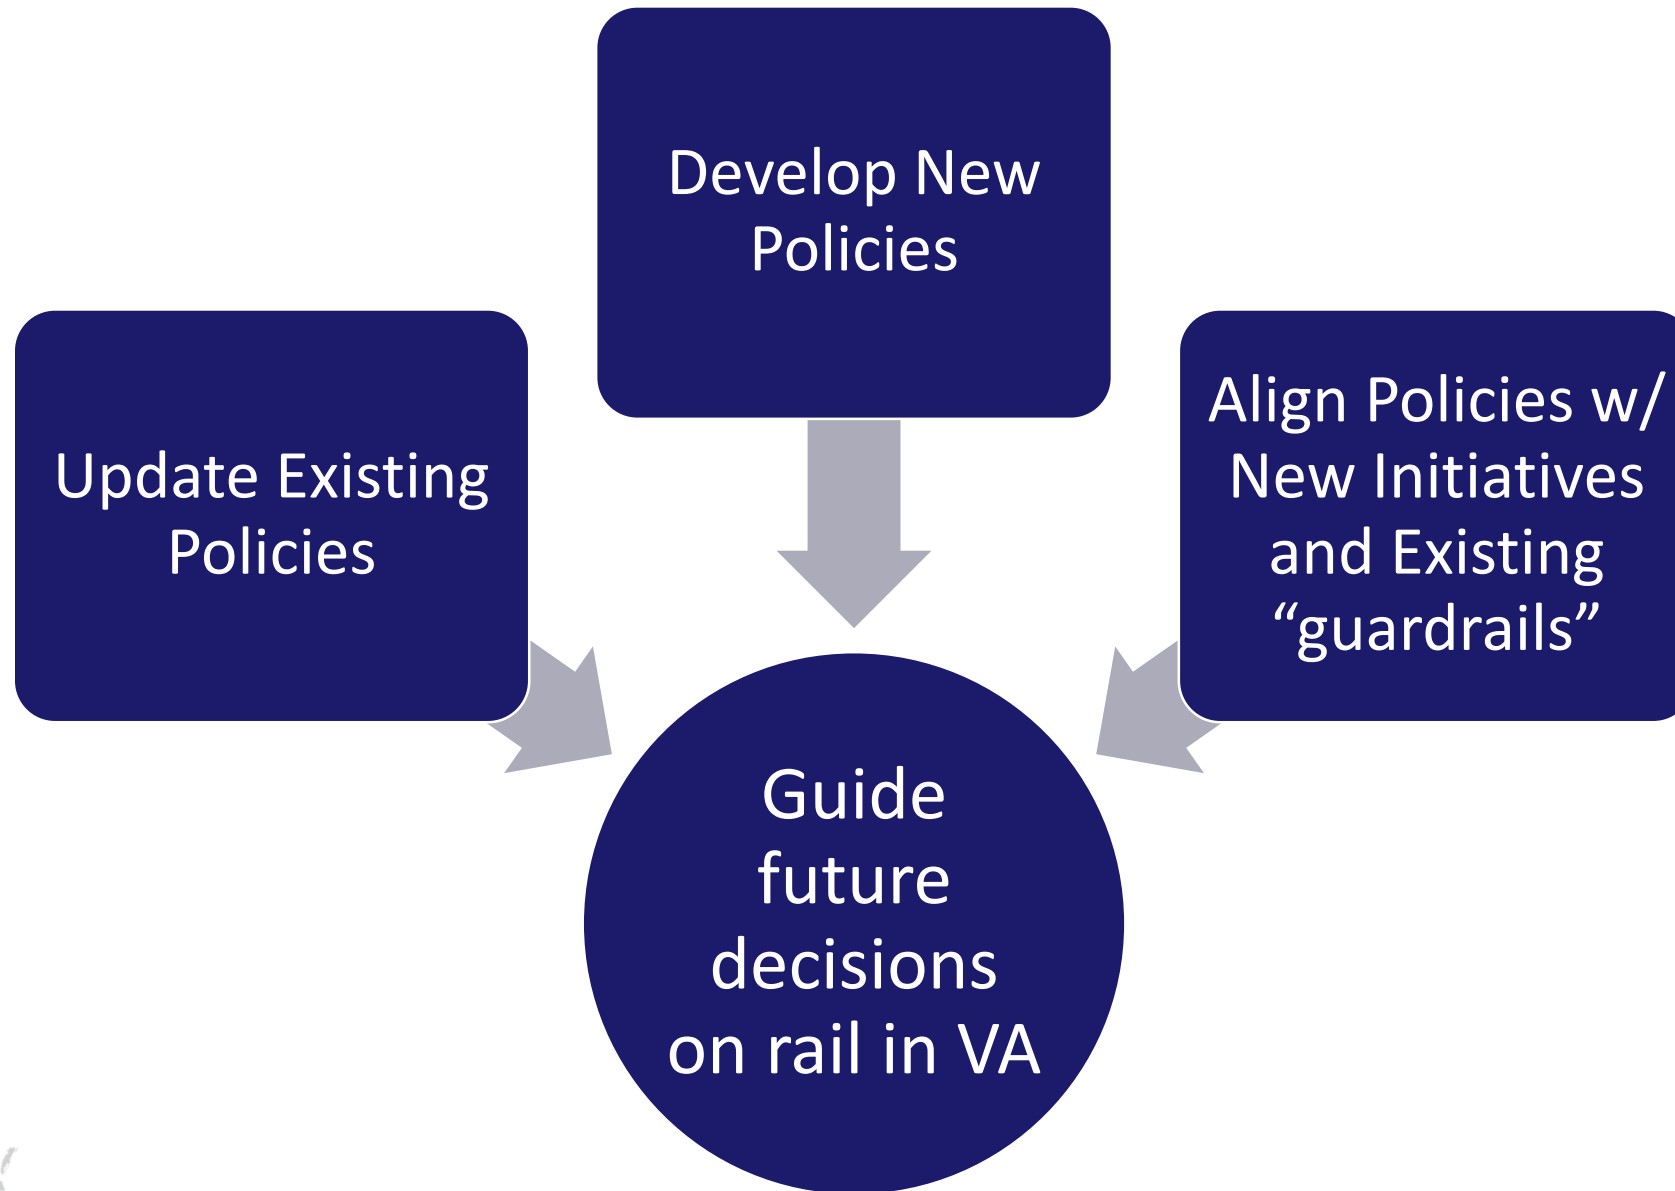 Develop New
Policies
Update Existing
Policies
Align Policies w/
New Initiatives
and Existing
“guardrails”
Guide
future
decisions
on rail in VA